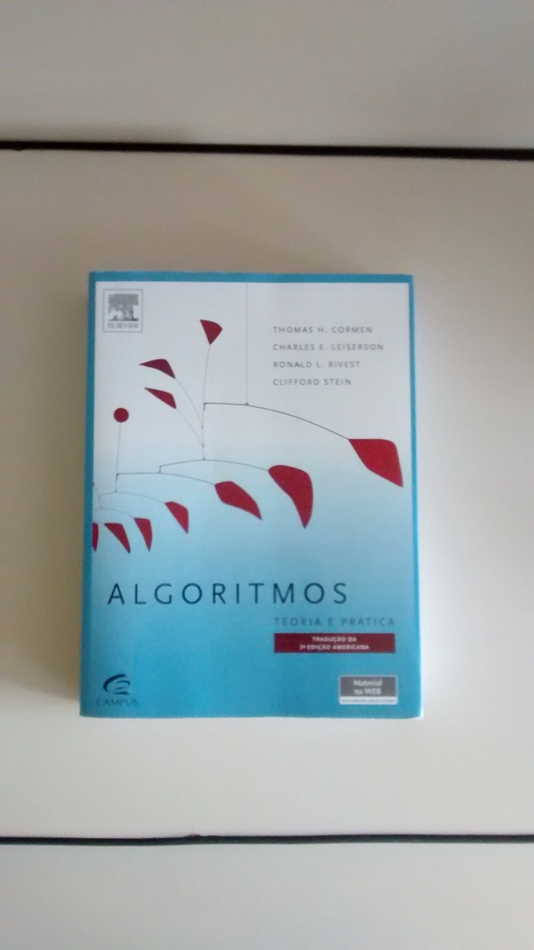 ELSEVIER
THOMAS H. CORMEN
CHARLES E. LEISERSON
RONALD L. RIVEST
CLIFFORD STEIN
ALGORITMOS
TEORIA E PRÁTICA
TRADUÇÃO DA
3ª EDIÇÃO AMERICANA
Material
na WEB
CAMPUS